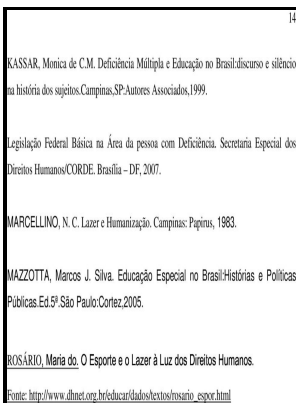 14
KASSAR, Monica de C.M. Deficiência Múltipla e Educação no Brasil:discurso e silêncio
na história dos sujeitos.Campinas,SP:Autores Associados,1999.
Legislação Federal Básica na Área da pessoa com Deficiência. Secretaria Especial dos
Direitos Humanos/CORDE. Brasília – DF, 2007.
MARCELLINO, N. C. Lazer e Humanização. Campinas: Papirus, 1983.
MAZZOTTA, Marcos J. Silva. Educação Especial no Brasil:Histórias e Políticas
Públicas.Ed.5ª.São Paulo:Cortez,2005.
ROSÁRIO, Maria do. O Esporte e o Lazer à Luz dos Direitos Humanos.
Fonte: http://www.dhnet.org.br/educar/dados/textos/rosario_espor.html